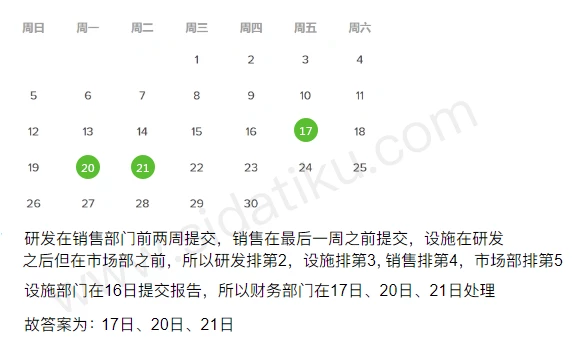 周日 周一 周二 周三 周四 周五 周六
1 2 3 4
5 6 7 8 9 10 11
12 13 14 15 16 17 18
19 20 21 22 23 24 25
26 27 28 29 30
研发在销售部门前两周提交，销售在最后一周之前提交，设施在研发
之后但在市场部之前，所以研发排第2，设施排第3,销售排第4，市场部排第5
设施部门在16日提交报告，所以财务部门在17日、20日、21日处理
故答案为：17日、20日、21日
www.sidatiku.com